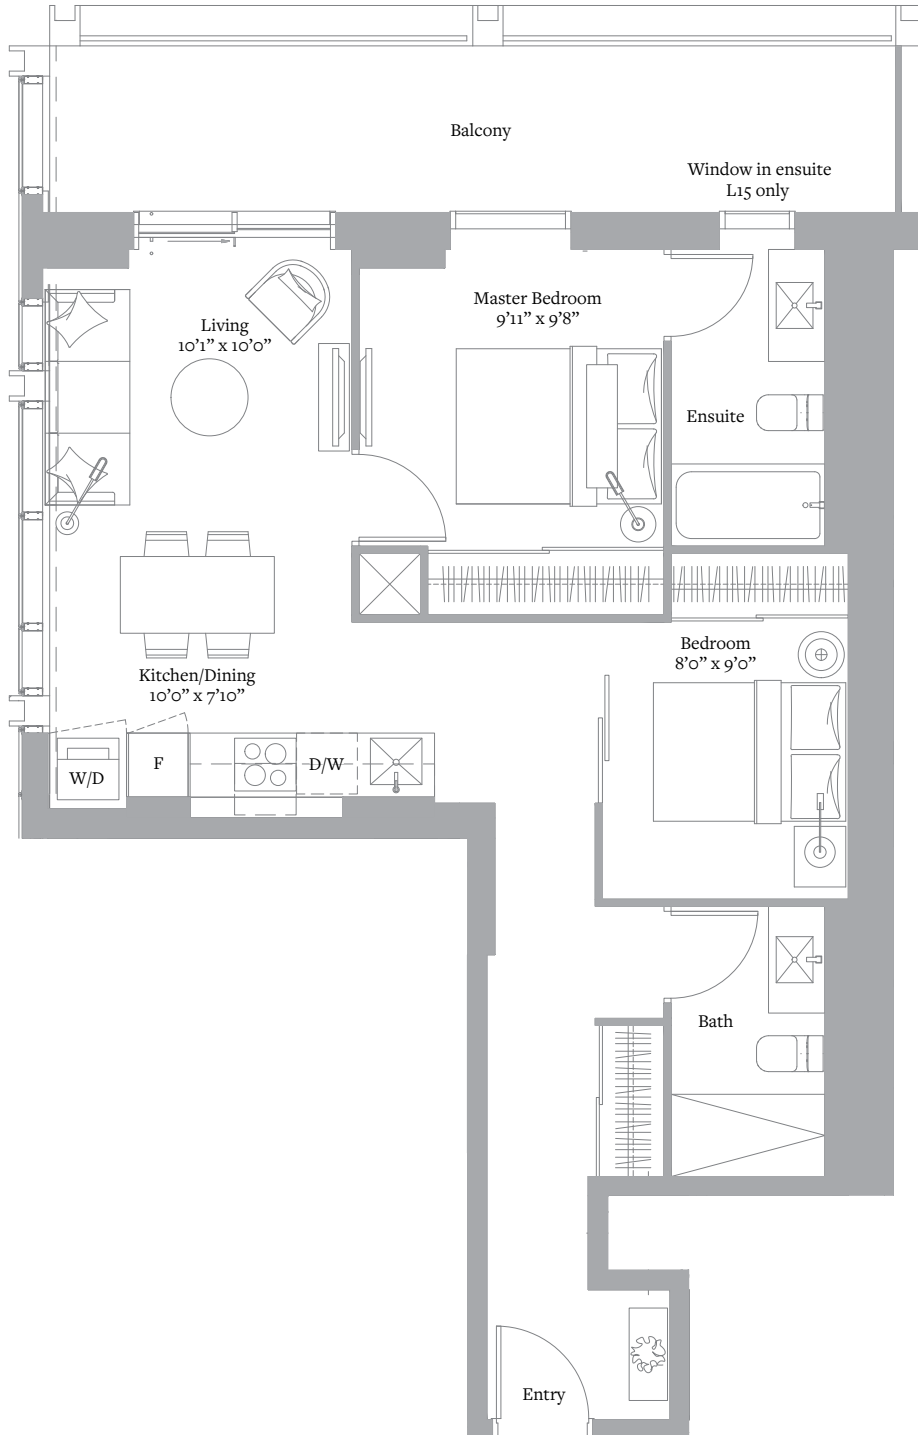 Balcony
Window in ensuite
L15 only
Master Bedroom
9’11” x 9’8”
Living
10’1” x 10’0”
Ensuite
Bedroom
8’0” x 9’0”
Kitchen/Dining
10’0” x 7’10”
W/D
F
D/W
Bath
Entry